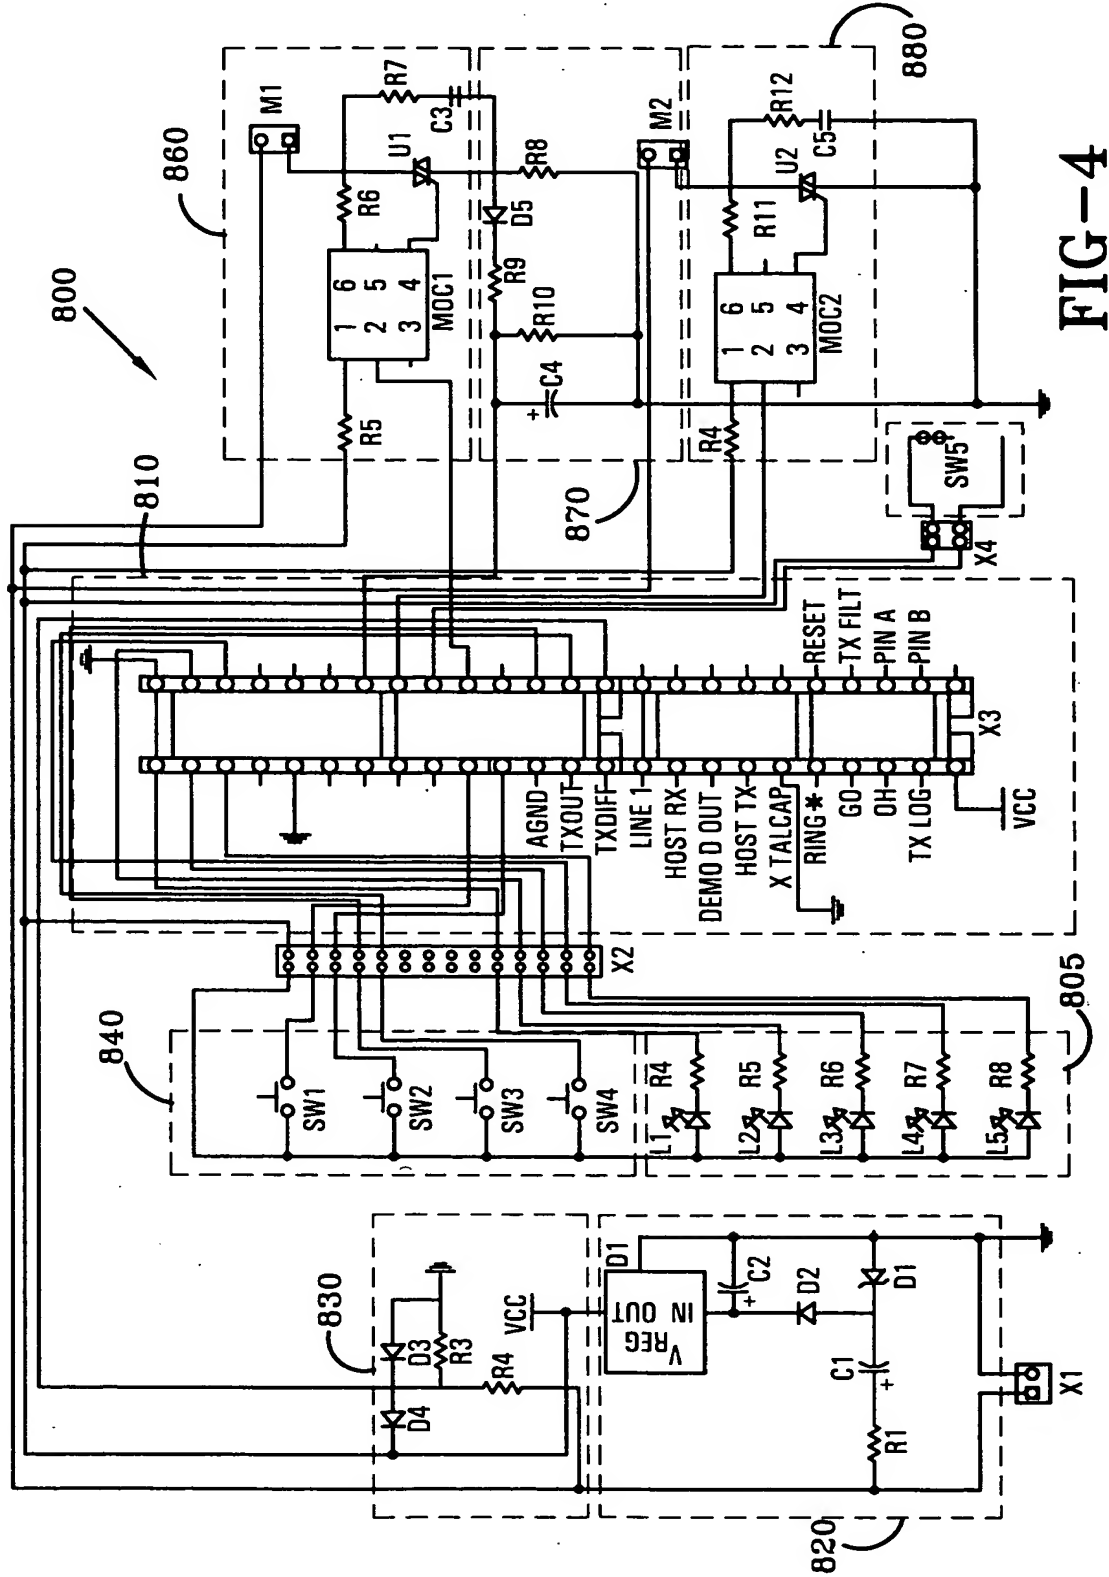 FIG-4
800
860
M1
R7
C3
R6
U1
6
5
4
1
2
3
MOC1
R5
870
R8
D5
R9
R10
C4
+
M2
880
R12
C5
R11
U2
6
5
4
1
2
3
MOC2
R4
SW5
X4
810
RESET
TX FILT
PIN A
PIN B
X3
AGND
TXOUT
TXDIFF
LINE 1
HOST RX
DEMO D OUT
HOST TX
X TALCAP
RING *
GO
OH
TX LOG
VCC
X2
840
SW1
SW2
SW3
SW4
805
L1
R4
L2
R5
L3
R6
L4
R7
L5
R8
830
D3
D4
R3
R4
VCC
820
D1
V REG
IN OUT
C2
+
D2
D1
C1
+
R1
X1